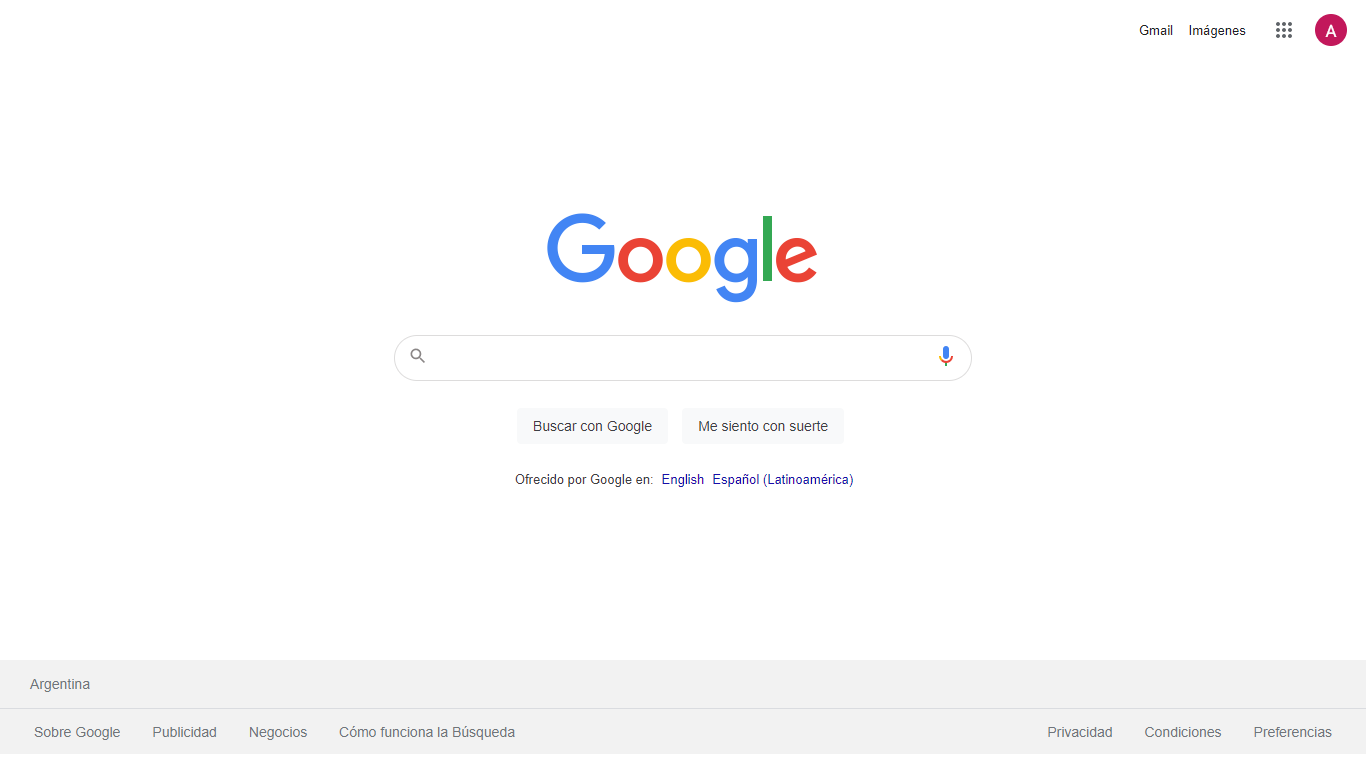 Gmail Imágenes A
Google
Buscar con Google Me siento con suerte
Ofrecido por Google en: English Español (Latinoamérica)
Argentina
Sobre Google Publicidad Negocios Cómo funciona la Búsqueda Privacidad Condiciones Preferencias